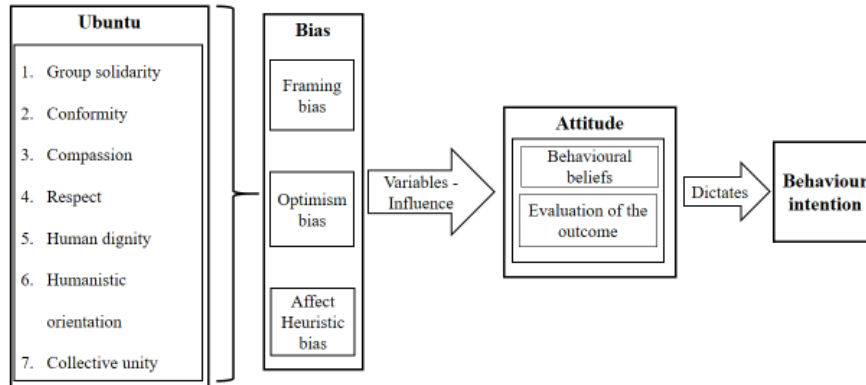 Ubuntu
1. Group solidarity
2. Conformity
3. Compassion
4. Respect
5. Human dignity
6. Humanistic
orientation
7. Collective unity
Bias
Framing
bias
Optimism
bias
Affect
Heuristic
bias
Variables -
Influence
Attitude
Behavioural
beliefs
Evaluation of the
outcome
Dictates
Behaviour
intention